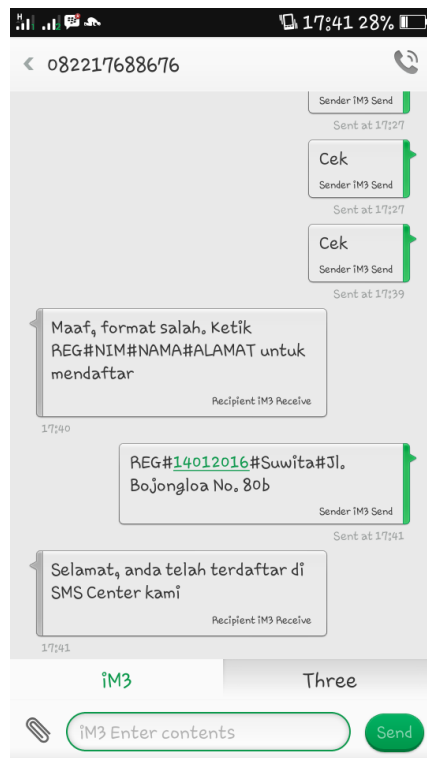 17:41 28%
< 082217688676
Sender iM3 Send
Sent at 17:27
Cek
Sender iM3 Send
Sent at 17:27
Cek
Sender iM3 Send
Sent at 17:39
Maaf, format salah. Ketik
REG#NIM#NAMA#ALAMAT untuk
mendaftar
Recipient iM3 Receive
17:40
REG#14012016#Suwita#Jl.
Bojongloa No. 80b
Sender iM3 Send
Sent at 17:41
Selamat, anda telah terdaftar di
SMS Center kami
Recipient iM3 Receive
17:41
iM3 Three
iM3 Enter contents Send